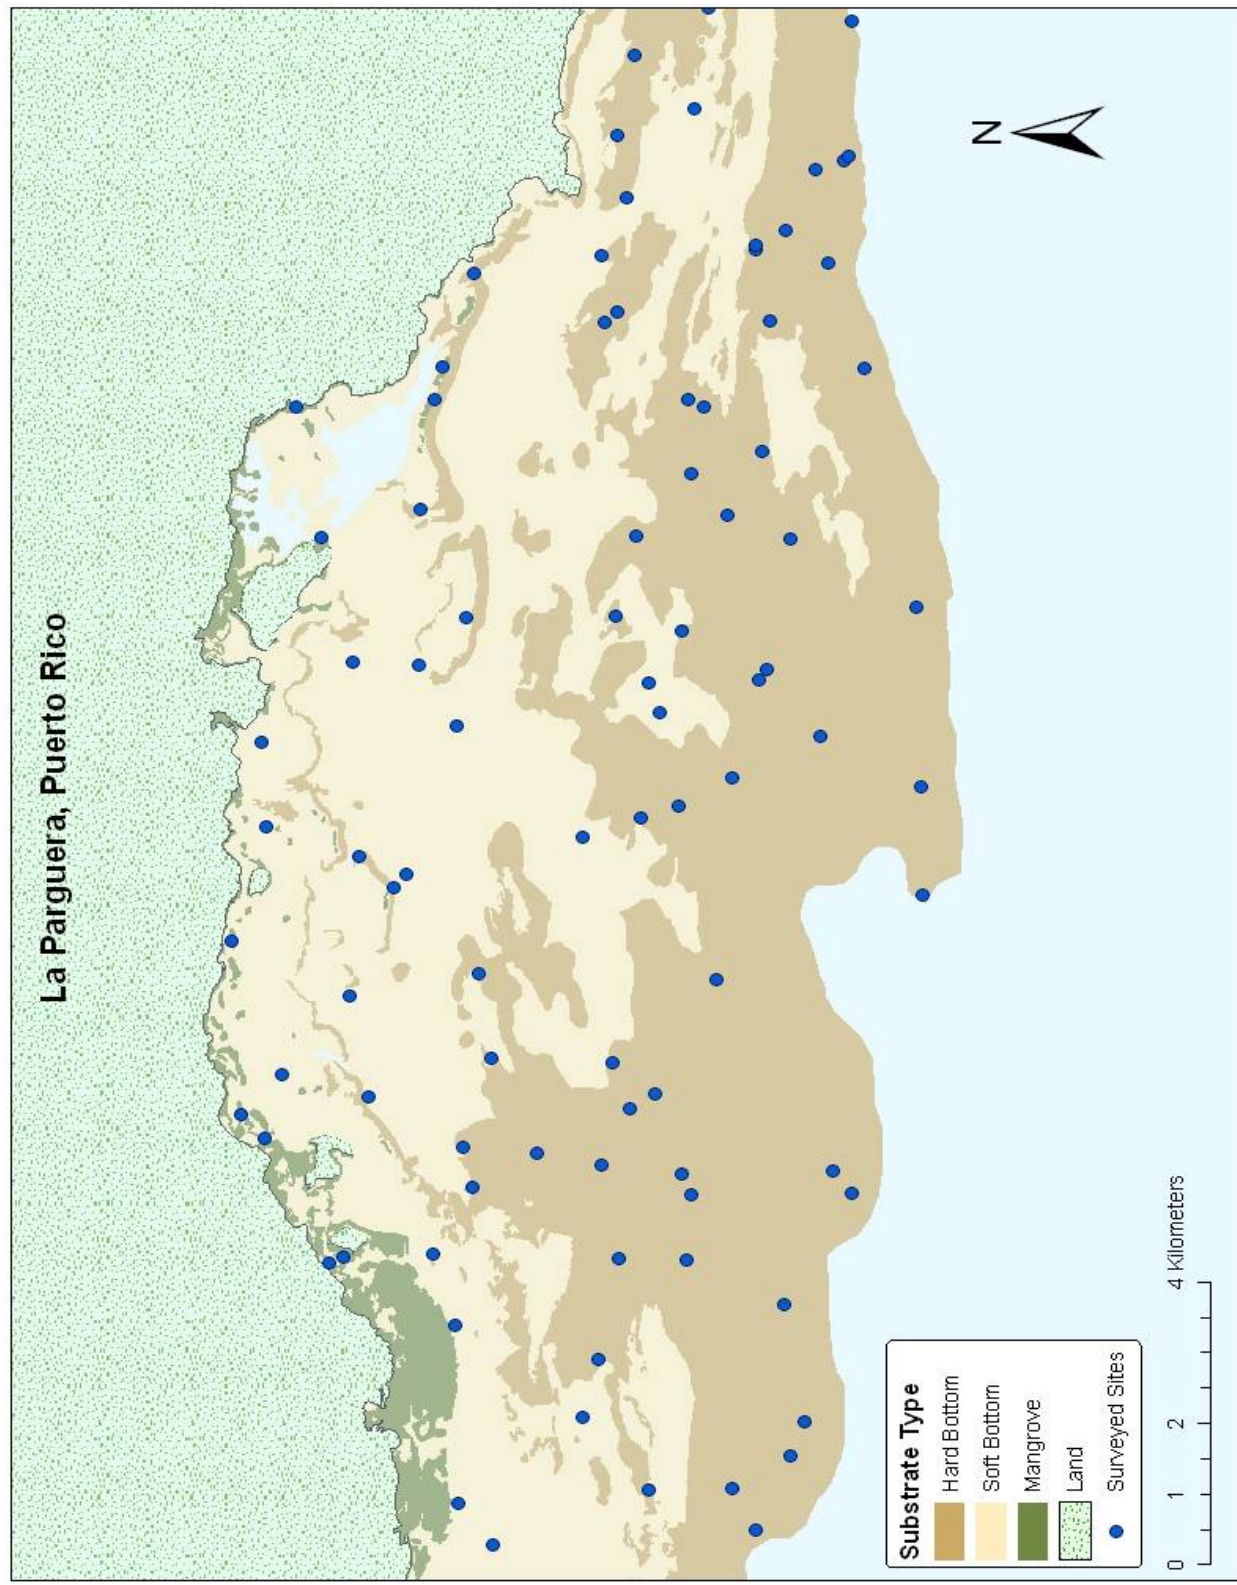 La Parguera, Puerto Rico
N
Substrate Type
Hard Bottom
Soft Bottom
Mangrove
Land
Surveyed Sites
0 1 2 4 Kilometers